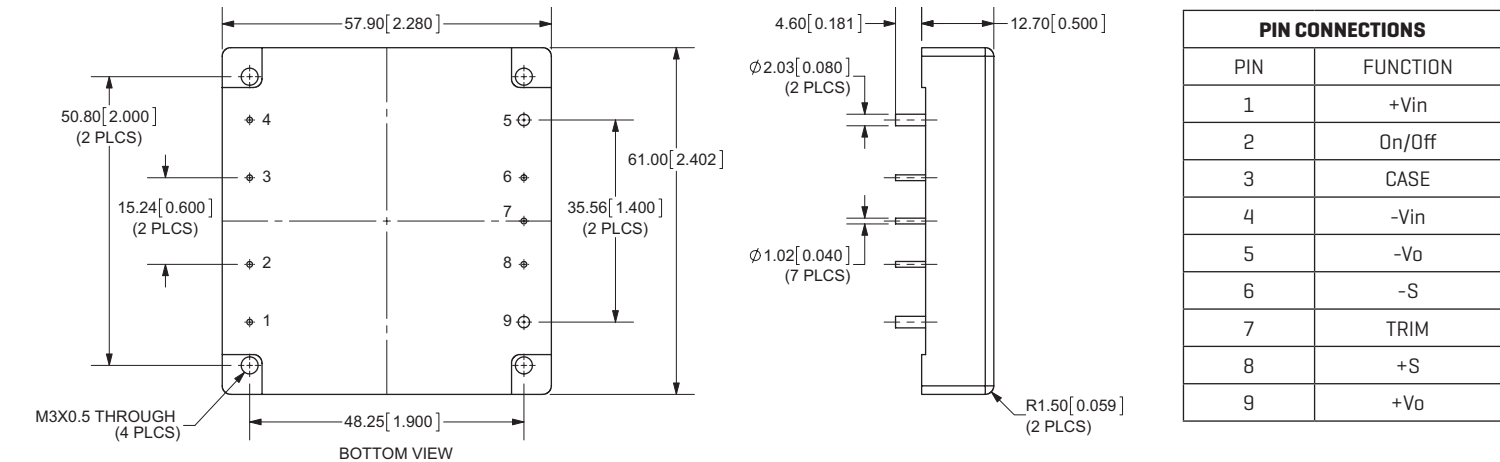 57.90[2.280]
50.80[2.000]
(2 PLCS)
4
3
15.24[0.600]
(2 PLCS)
2
1
5
6
7
8
9
35.56[1.400]
(2 PLCS)
61.00[2.402]
M3X0.5 THROUGH
(4 PLCS)
48.25[1.900]
BOTTOM VIEW
4.60[0.181]
12.70[0.500]
Ø2.03[0.080]
(2 PLCS)
Ø1.02[0.040]
(7 PLCS)
R1.50[0.059]
(2 PLCS)
PIN CONNECTIONS
PIN FUNCTION
1 +Vin
2 On/Off
3 CASE
4 -Vin
5 -Vo
6 -S
7 TRIM
8 +S
9 +Vo